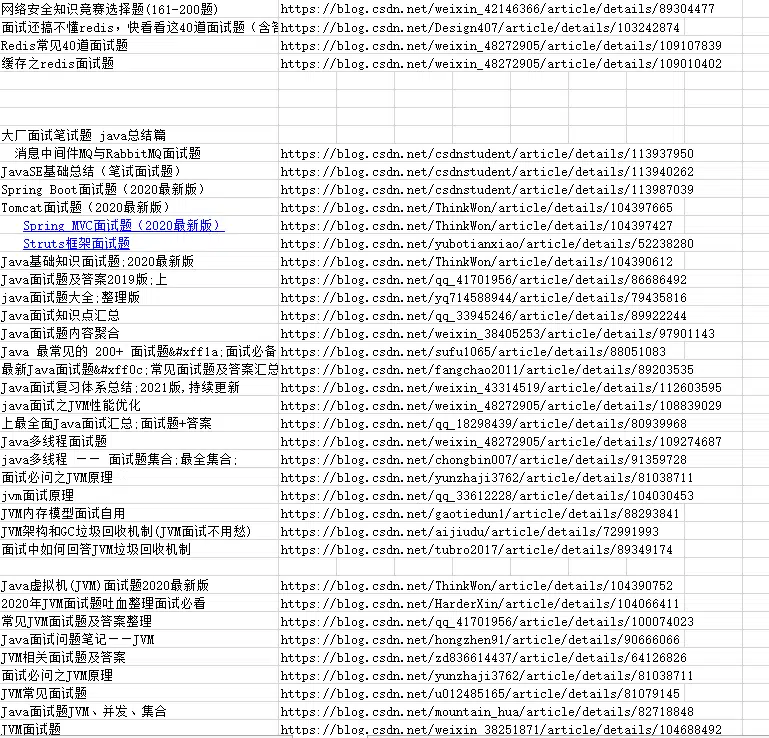 网络安全知识竞赛选择题(161-200题) https://blog.csdn.net/weixin_42146366/article/details/89304477
面试还搞不懂redis，快看看这40道面试题（含答 https://blog.csdn.net/Design407/article/details/103242874
Redis常见40道面试题 https://blog.csdn.net/weixin_48272905/article/details/109107839
缓存之redis面试题 https://blog.csdn.net/weixin_48272905/article/details/109010402
大厂面试笔试题 java总结篇
消息中间件MQ与RabbitMQ面试题 https://blog.csdn.net/csdnstudent/article/details/113937950
JavaSE基础总结（笔试面试题） https://blog.csdn.net/csdnstudent/article/details/113940262
Spring Boot面试题（2020最新版） https://blog.csdn.net/csdnstudent/article/details/113987039
Tomcat面试题（2020最新版） https://blog.csdn.net/ThinkWon/article/details/104397665
Spring MVC面试题（2020最新版） https://blog.csdn.net/ThinkWon/article/details/104397427
Struts框架面试题 https://blog.csdn.net/yubotianxiao/article/details/52238280
Java基础知识面试题;2020最新版 https://blog.csdn.net/ThinkWon/article/details/104390612
Java面试题及答案2019版;上 https://blog.csdn.net/qq_41701956/article/details/86686492
java面试题大全;整理版 https://blog.csdn.net/yq714588944/article/details/79435816
Java面试知识点汇总 https://blog.csdn.net/qq_33945246/article/details/89922244
Java面试题内容聚合 https://blog.csdn.net/weixin_38405253/article/details/97901143
Java 最常见的 200+ 面试题&#xff1a;面试必备 https://blog.csdn.net/sufu1065/article/details/88051083
最新Java面试题&#xff0c;常见面试题及答案汇总 https://blog.csdn.net/fangchao2011/article/details/89203535
Java面试复习体系总结;2021版,持续更新 https://blog.csdn.net/weixin_43314519/article/details/112603595
java面试之JVM性能优化 https://blog.csdn.net/weixin_48272905/article/details/108839029
上最全面Java面试汇总;面试题+答案 https://blog.csdn.net/qq_18298439/article/details/80939968
Java多线程面试题 https://blog.csdn.net/weixin_48272905/article/details/109274687
java多线程 —— 面试题集合;最全集合; https://blog.csdn.net/chongbin007/article/details/91359728
面试必问之JVM原理 https://blog.csdn.net/yunzhaji3762/article/details/81038711
jvm面试原理 https://blog.csdn.net/qq_33612228/article/details/104030453
JVM内存模型面试自用 https://blog.csdn.net/gaotiedun1/article/details/88293841
JVM架构和GC垃圾回收机制(JVM面试不用愁) https://blog.csdn.net/aijiudu/article/details/72991993
面试中如何回答JVM垃圾回收机制 https://blog.csdn.net/tubro2017/article/details/89349174
Java虚拟机(JVM)面试题2020最新版 https://blog.csdn.net/ThinkWon/article/details/104390752
2020年JVM面试题吐血整理面试必看 https://blog.csdn.net/HarderXin/article/details/104066411
常见JVM面试题及答案整理 https://blog.csdn.net/qq_41701956/article/details/100074023
Java面试问题笔记——JVM https://blog.csdn.net/hongzhen91/article/details/90666066
JVM相关面试题及答案 https://blog.csdn.net/zd836614437/article/details/64126826
面试必问之JVM原理 https://blog.csdn.net/yunzhaji3762/article/details/81038711
JVM常见面试题 https://blog.csdn.net/u012485165/article/details/81079145
Java面试题JVM、并发、集合 https://blog.csdn.net/mountain_hua/article/details/82718848
JVM面试题 https://blog.csdn.net/weixin_38251871/article/details/104688492